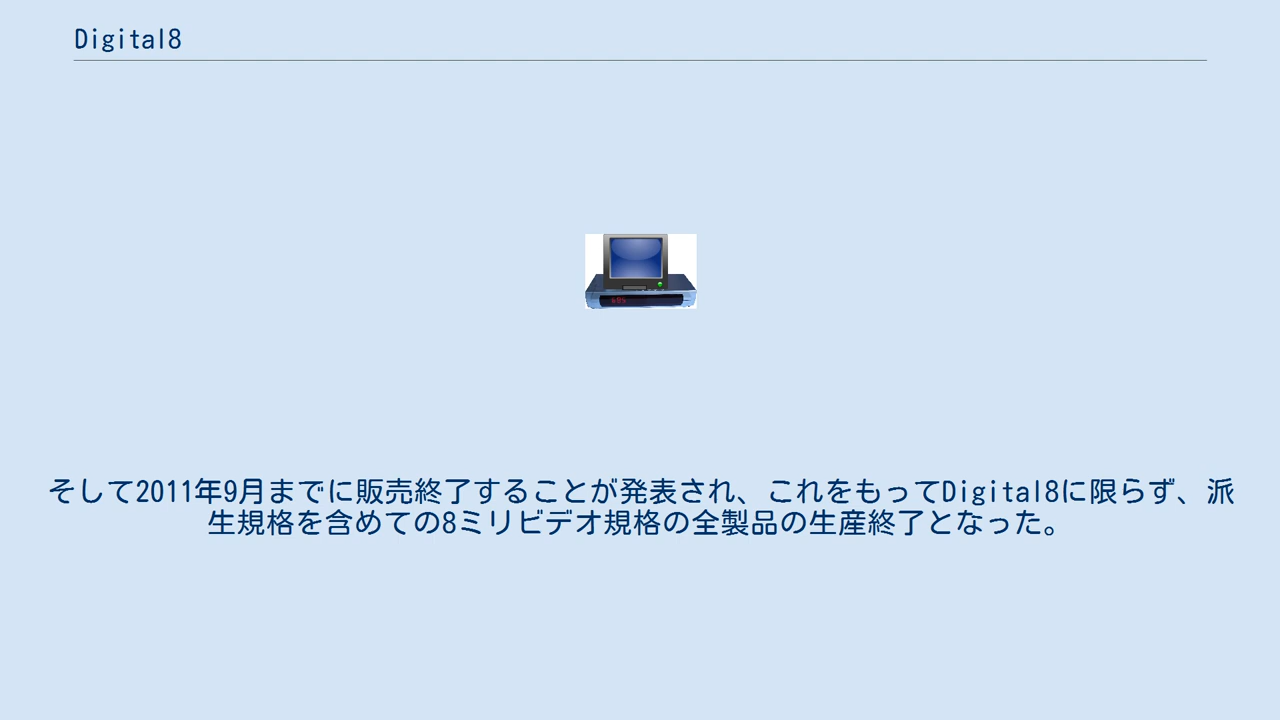 Digital8
685
そして2011年9月までに販売終了することが発表され、これをもってDigital8に限らず、派
生規格を含めての8ミリビデオ規格の全製品の生産終了となった。